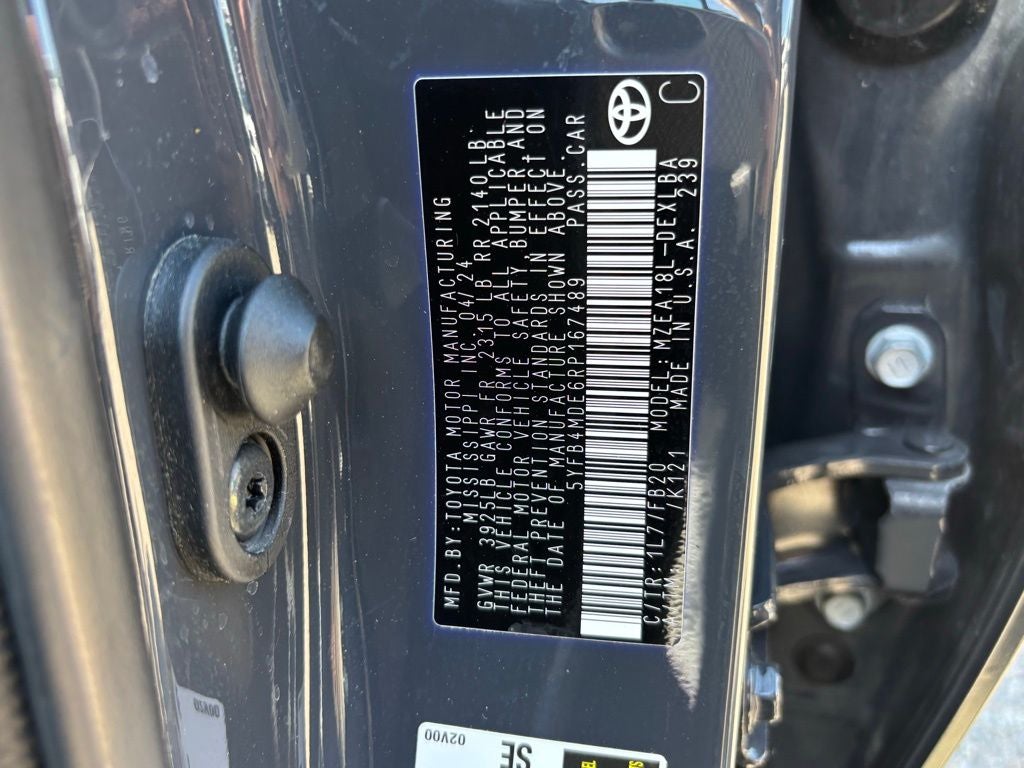 MFD.BY:TOYOTA MOTOR MANUFACTURING
MISSISSIPPI INC. 04/24
GVWR 3925LB GAWR FR 2315 LB RR 2140LB
THIS VEHICLE CONFORMS TO ALL APPLICABLE
FEDERAL MOTOR VEHICLE SAFETY, BUMPER, AND
THEFT PREVENTION STANDARDS IN EFFECT ON
THE DATE OF MANUFACTURE SHOWN ABOVE.
5YFB4MDE6RP167489 PASS.CAR
C/TR:1L7/FB20 MODEL: MZEA18L-DEXLBA
/K121 MADE IN U.S.A. 239
C
02V00
SE